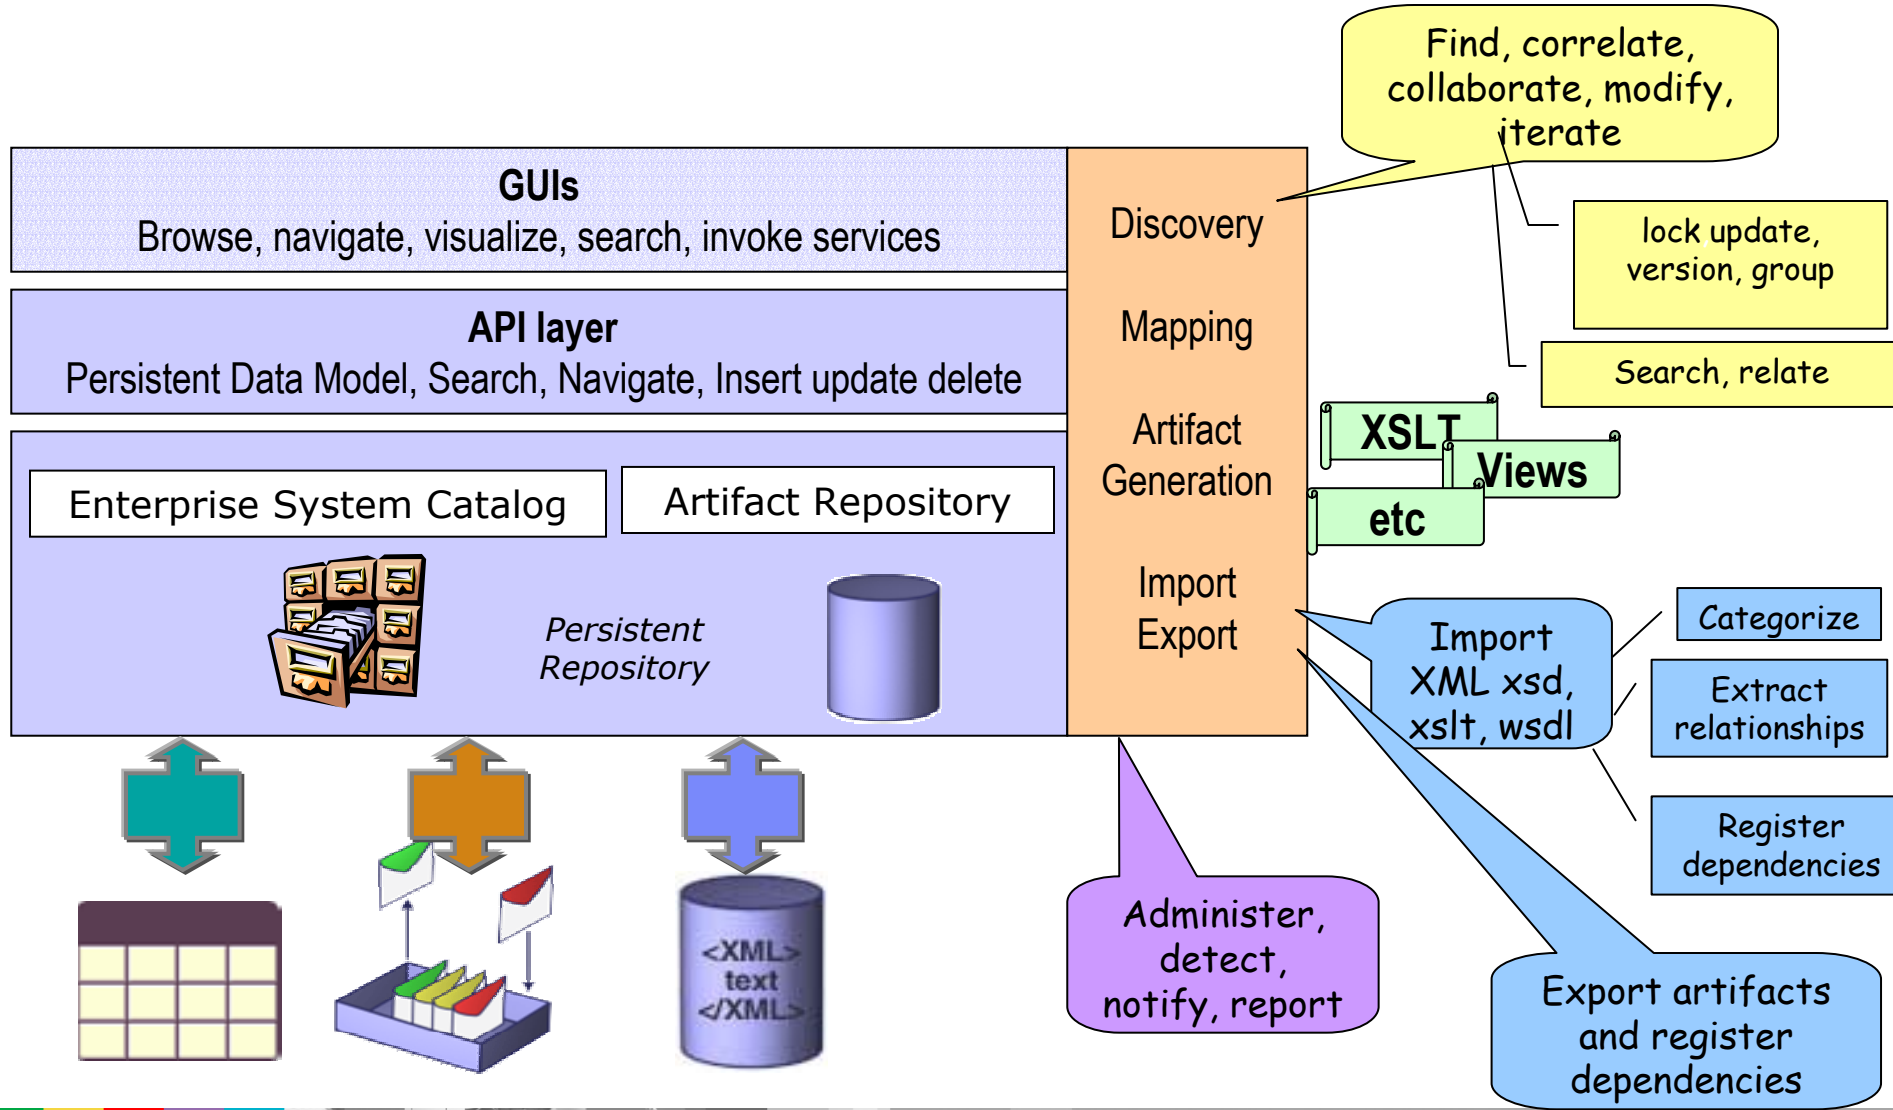 Find, correlate,
collaborate, modify,
iterate
GUIs
Browse, navigate, visualize, search, invoke services
API layer
Persistent Data Model, Search, Navigate, Insert update delete
Enterprise System Catalog
Artifact Repository
Persistent
Repository
Discovery
Mapping
Artifact
Generation
Import
Export
lock update,
version, group
Search, relate
XSLT
Views
etc
Import
XML xsd,
xslt, wsdl
Categorize
Extract
relationships
Register
dependencies
Administer,
detect,
notify, report
Export artifacts
and register
dependencies
<XML>
text
</XML>